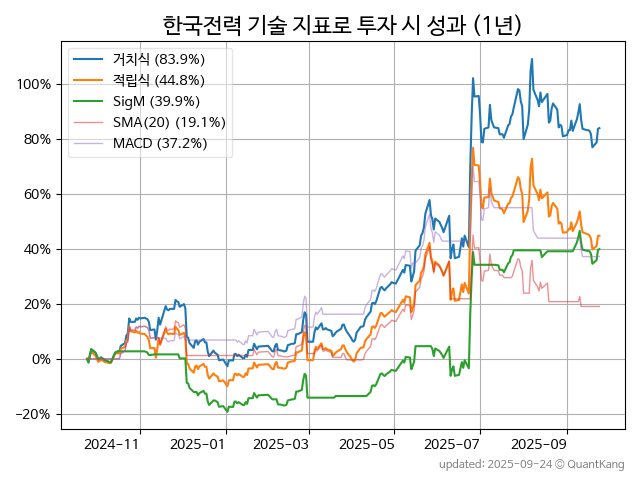 한국전력 기술 지표로 투자 시 성과 (1년)
거치식 (83.9%)
적립식 (44.8%)
SigM (39.9%)
SMA(20) (19.1%)
MACD (37.2%)
100%
80%
60%
40%
20%
0%
−20%
2024-11 2025-01 2025-03 2025-05 2025-07 2025-09
updated: 2025-09-24 © QuantKang